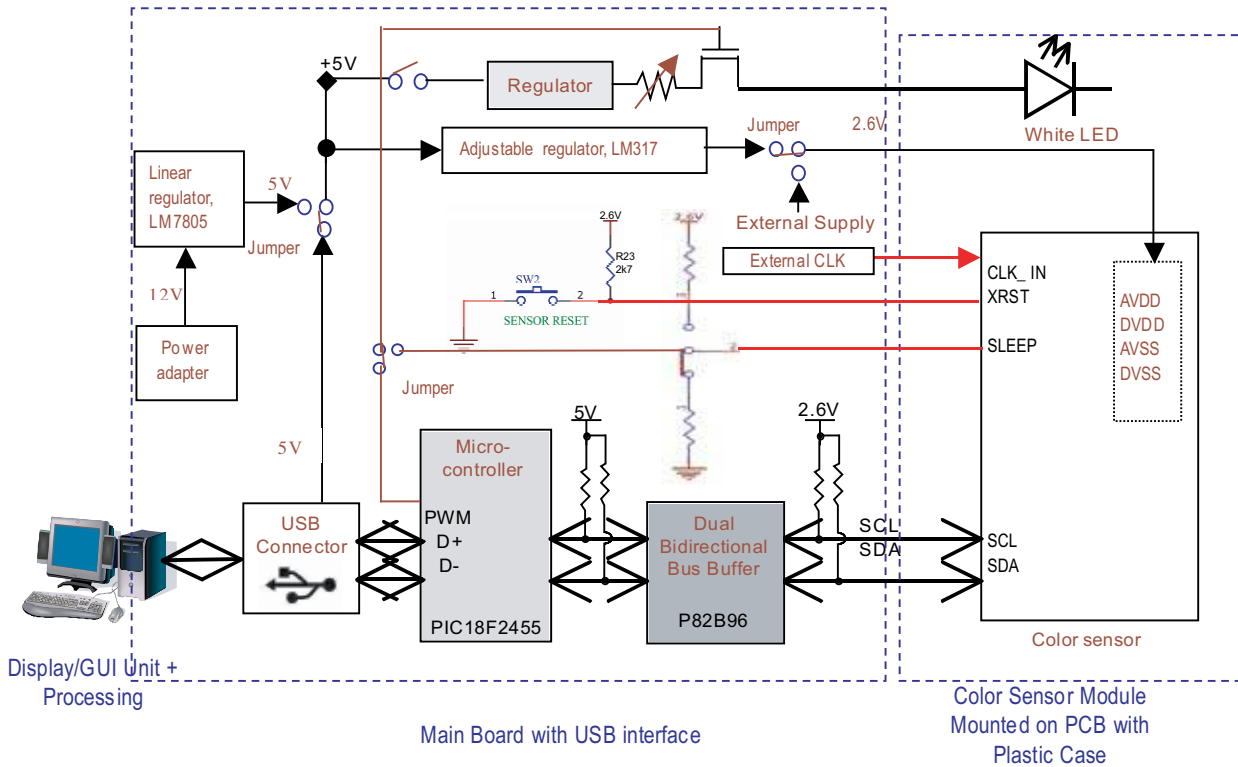 +5V
Regulator
White LED
Jumper
2.6V
Adjustable regulator, LM317
Linear
regulator,
LM7805
5V
Jumper
External Supply
External CLK
2.6V
R23
2k7
2.6V
SW2
1
2
SENSOR RESET
12V
Power
adapter
CLK_ IN
XRST
SLEEP
AVDD
DVDD
AVSS
DVSS
Jumper
5V
5V
2.6V
Micro-
controller
PWM
D+
D-
PIC18F2455
USB
Connector
Dual
Bidirectional
Bus Buffer
P82B96
SCL
SDA
SCL
SDA
Color sensor
Display/GUI Unit +
Processing
Main Board with USB interface
Color Sensor Module
Mounted on PCB with
Plastic Case